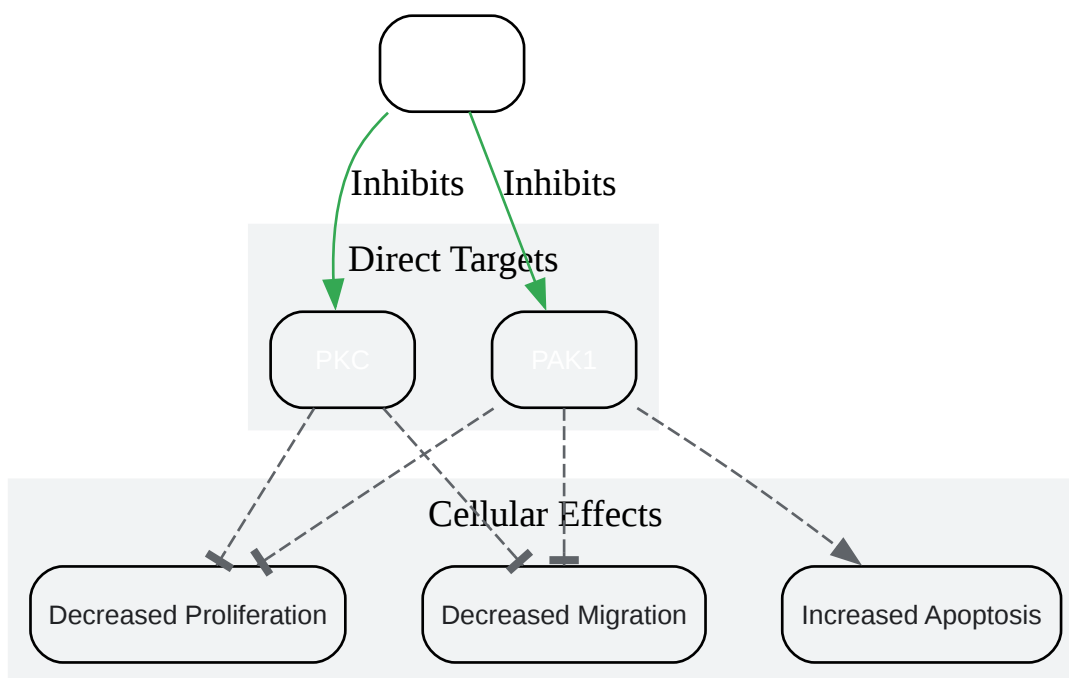 Inhibits
Inhibits
Direct Targets
PKC
PAK1
Cellular Effects
Decreased Proliferation
Decreased Migration
Increased Apoptosis